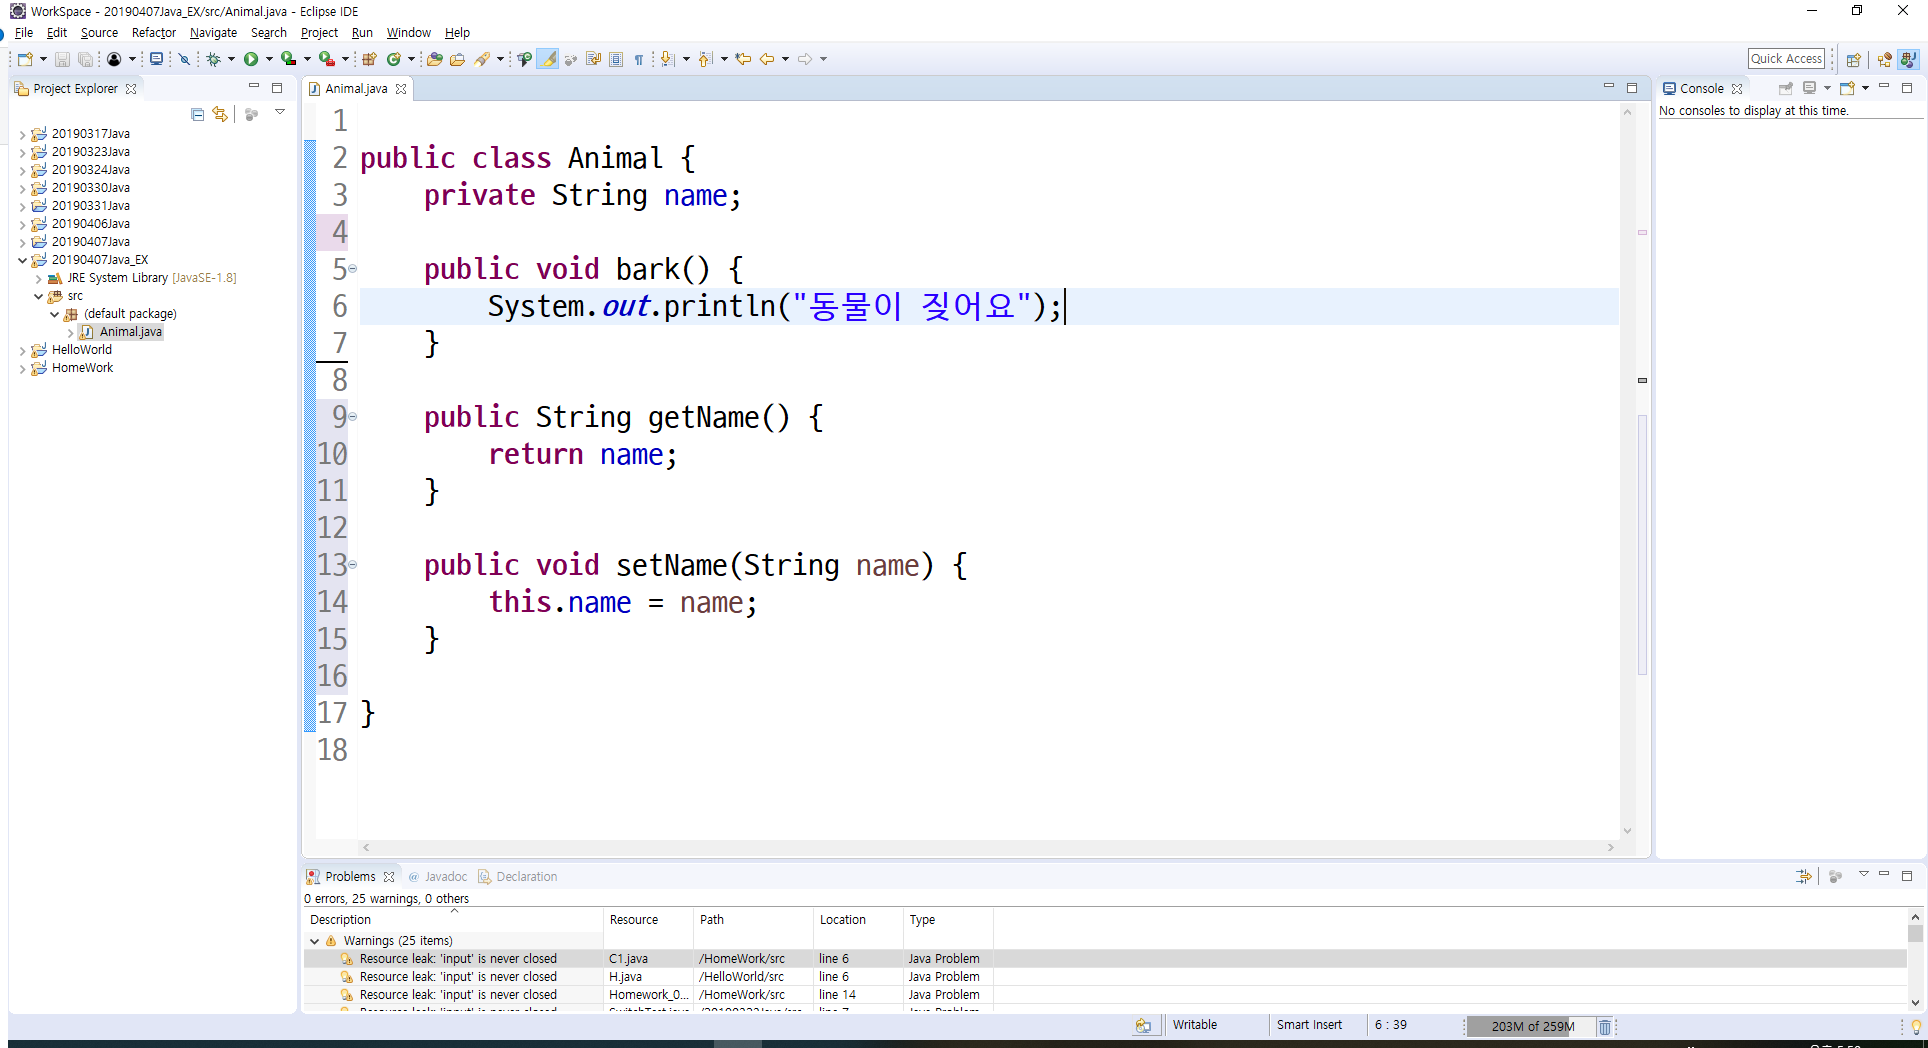 WorkSpace - 20190407Java_EX/src/Animal.java - Eclipse IDE
File Edit Source Refactor Navigate Search Project Run Window Help
Quick Access
Project Explorer
20190317Java
20190323Java
20190324Java
20190330Java
20190331Java
20190406Java
20190407Java
20190407Java_EX
JRE System Library [JavaSE-1.8]
src
(default package)
Animal.java
HelloWorld
HomeWork
Animal.java
1
2 public class Animal {
3 private String name;
4
5 public void bark() {
6 System.out.println("동물이 짖어요");
7 }
8
9 public String getName() {
10 return name;
11 }
12
13 public void setName(String name) {
14 this.name = name;
15 }
16
17 }
18
Console
No consoles to display at this time.
Problems @ Javadoc Declaration
0 errors, 25 warnings, 0 others
Description Resource Path Location Type
Warnings (25 items)
Resource leak: 'input' is never closed C1.java /HomeWork/src line 6 Java Problem
Resource leak: 'input' is never closed H.java /HelloWorld/src line 6 Java Problem
Resource leak: 'input' is never closed Homework_0... /HomeWork/src line 14 Java Problem
Writable Smart Insert 6 : 39 203M of 259M